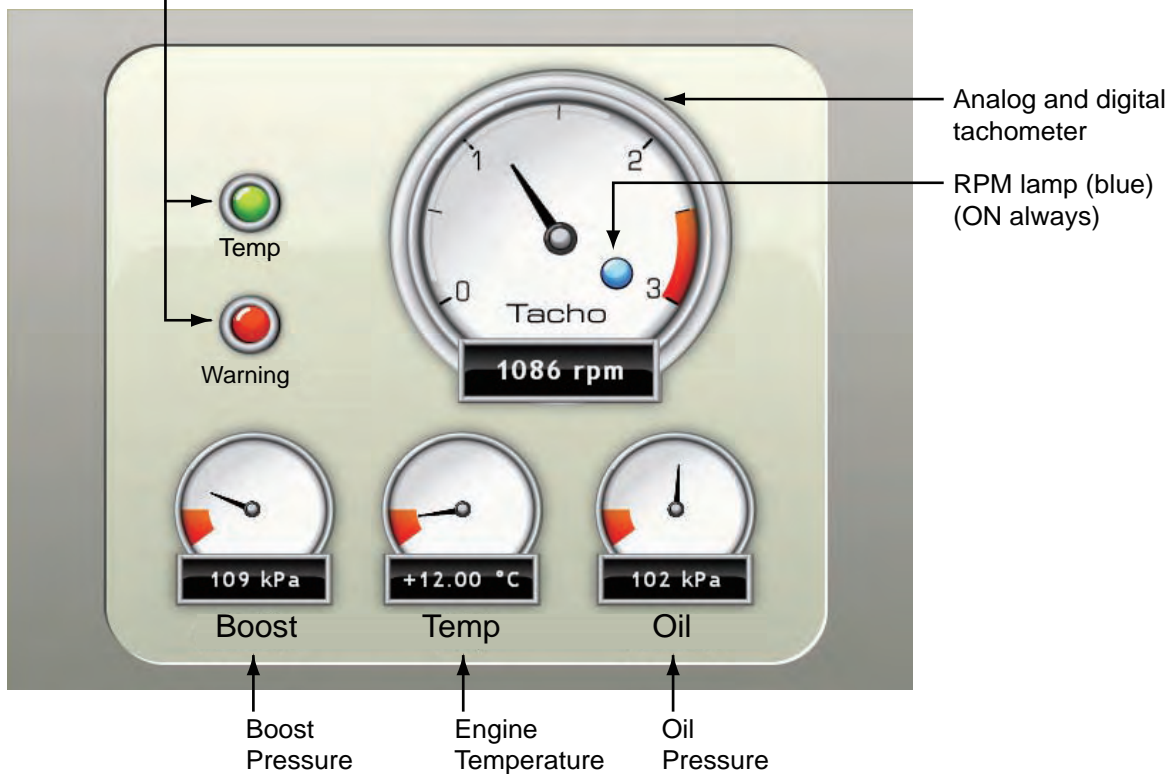 Analog and digital
tachometer
RPM lamp (blue)
(ON always)
1
2
0
3
Tacho
1086 rpm
Temp
Warning
109 kPa
+12.00 °C
102 kPa
Boost
Temp
Oil
Boost
Pressure
Engine
Temperature
Oil
Pressure